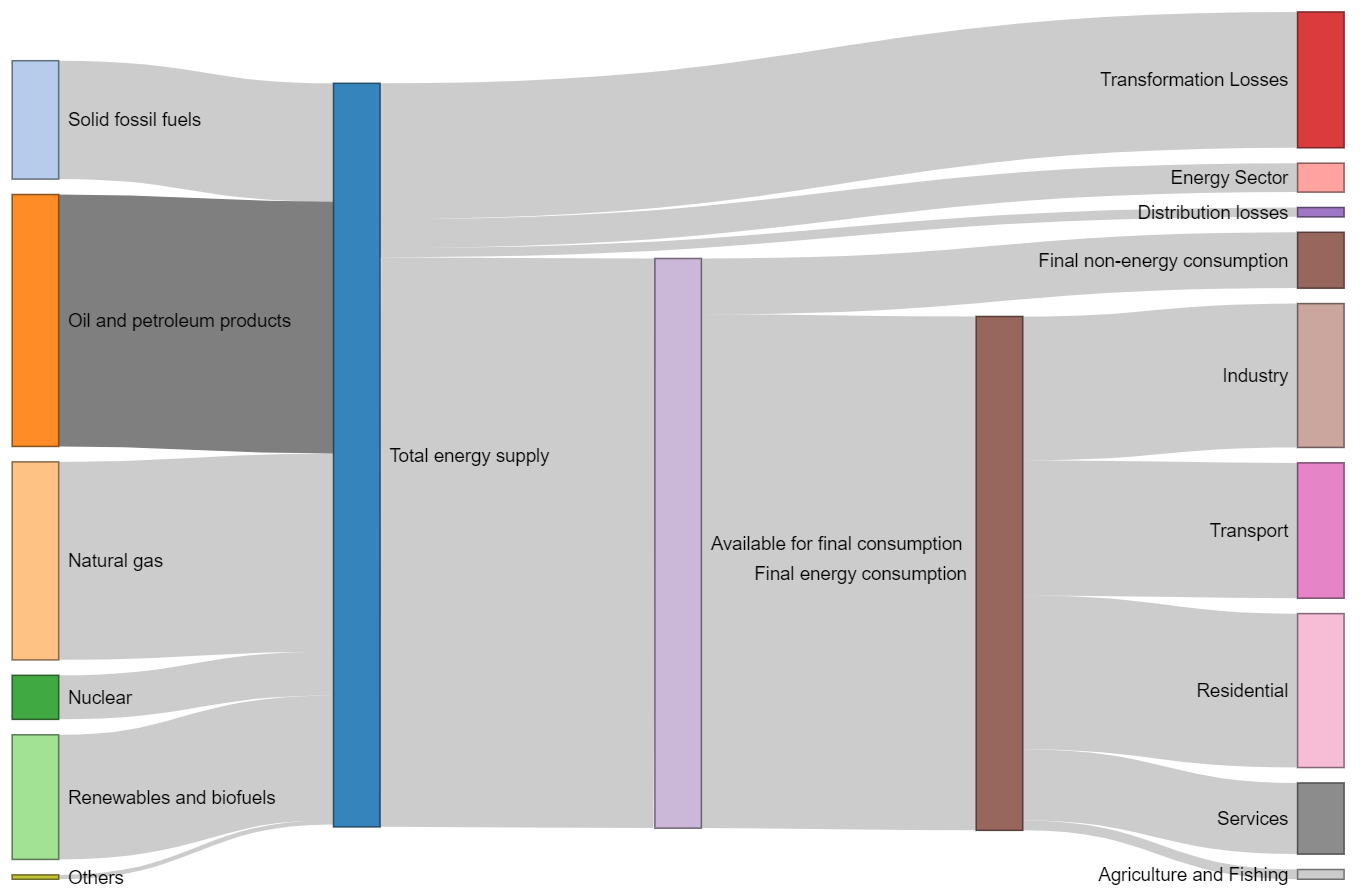 Solid fossil fuels
Oil and petroleum products
Natural gas
Nuclear
Renewables and biofuels
Others
Total energy supply
Available for final consumption
Final energy consumption
Transformation Losses
Energy Sector
Distribution losses
Final non-energy consumption
Industry
Transport
Residential
Services
Agriculture and Fishing